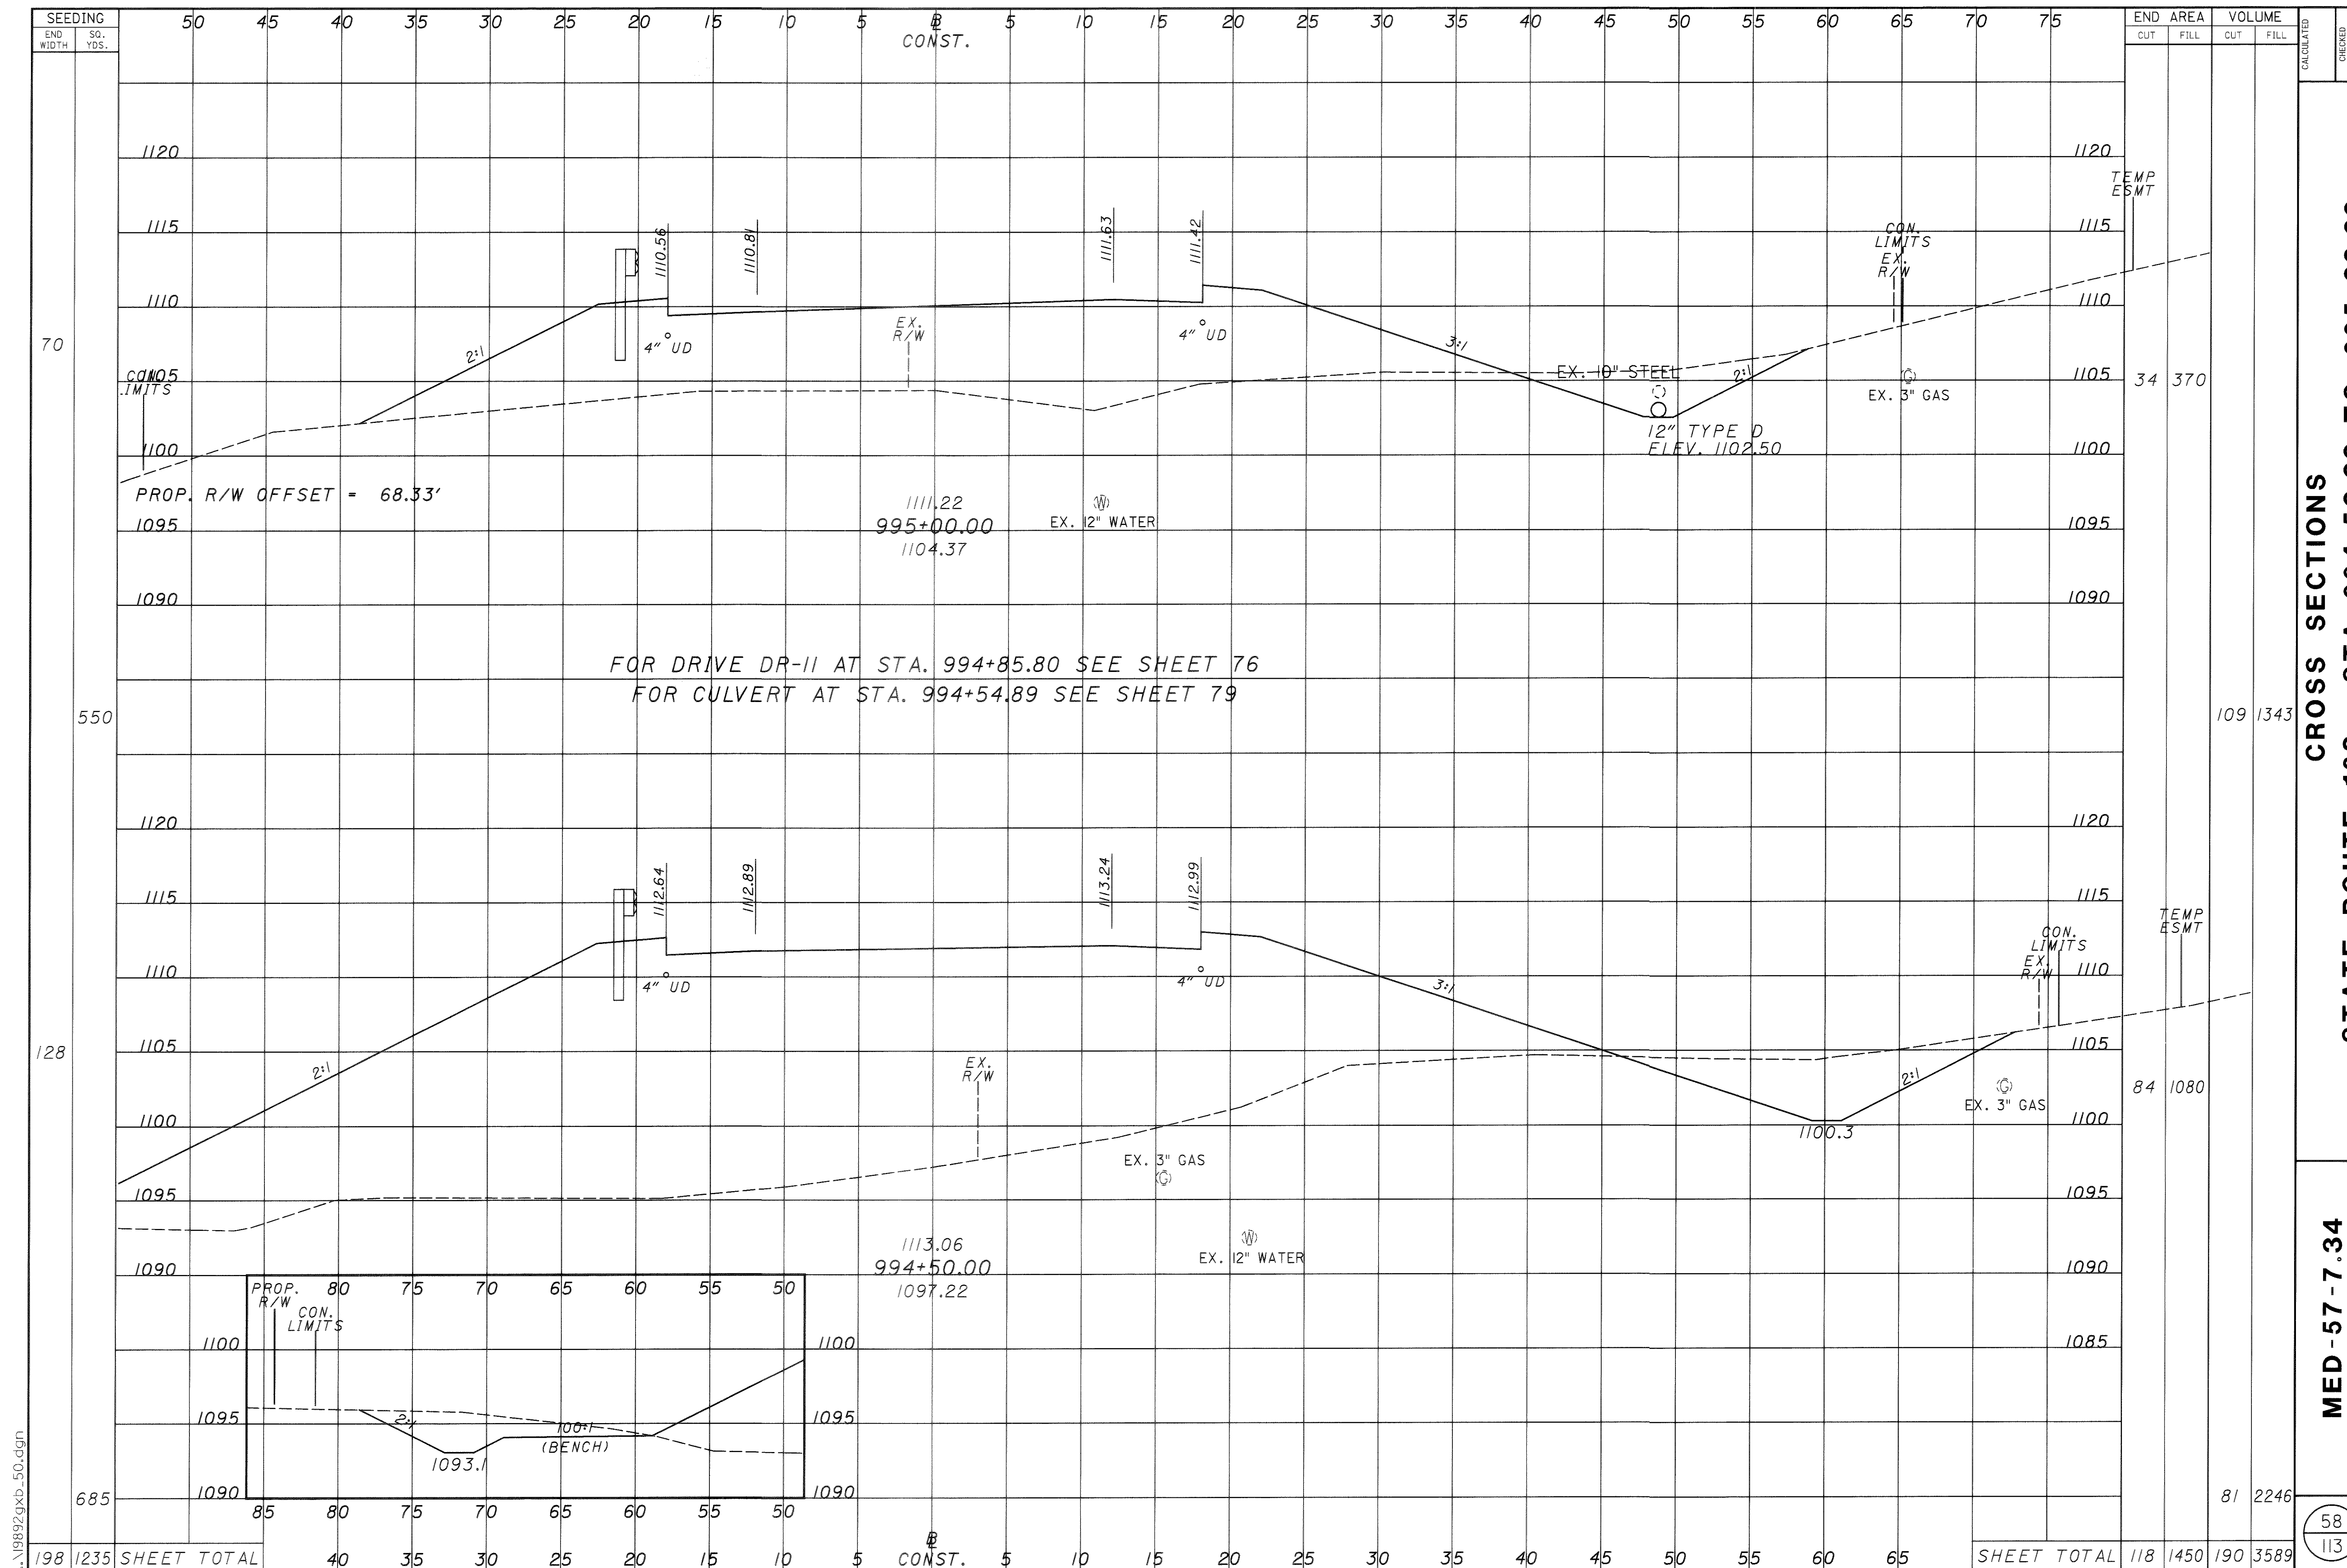 SEEDING
END WIDTH
SQ. YDS.
50 45 40 35 30 25 20 15 10 5 B 5 10 15 20 25 30 35 40 45 50 55 60 65 70 75
CONST.
END AREA
VOLUME
CUT FILL CUT FILL
CALCULATED
CHECKED
1120 1120
TEMP
ESMT
1115 1110.56 1110.81 1111.63 1111.42 1115
CON.
LIMITS
EX.
R/W
1110 1110
EX.
R/W
4" UD
4" UD
70
2:1
3:1
2:1
CON.
LIMITS
1105
EX. 10" STEEL
G
EX. 3" GAS
1105
34 370
12" TYPE D
ELEV. 1102.50
1100 1100
PROP. R/W OFFSET = 68.33'
1111.22
995+00.00
1104.37
W
EX. 12" WATER
1095 1095
1090 1090
FOR DRIVE DR-11 AT STA. 994+85.80 SEE SHEET 76
FOR CULVERT AT STA. 994+54.89 SEE SHEET 79
550
109 1343
1120 1120
1115 1112.64 1112.89 1113.24 1112.99 1115
TEMP
ESMT
CON.
LIMITS
EX.
R/W
1110 1110
4" UD
4" UD
3:1
128
1105 1105
2:1
EX.
R/W
2:1
G
EX. 3" GAS
84 1080
1100 1100
1100.3
EX. 3" GAS
G
1095 1095
W
EX. 12" WATER
1113.06
994+50.00
1097.22
1090 1090
80 75 70 65 60 55 50
PROP.
R/W
CON.
LIMITS
1100 1100
1085
1095 1095
2:1
100:1
(BENCH)
1093.1
1090 1090
85 80 75 70 65 60 55 50
685
81 2246
B
CONST.
40 35 30 25 20 15 10 5 5 10 15 20 25 30 35 40 45 50 55 60 65
198 1235 SHEET TOTAL
SHEET TOTAL 118 1450 190 3589
CROSS SECTIONS
MED-57-7.34
58
113
19892gxb_50.dgn